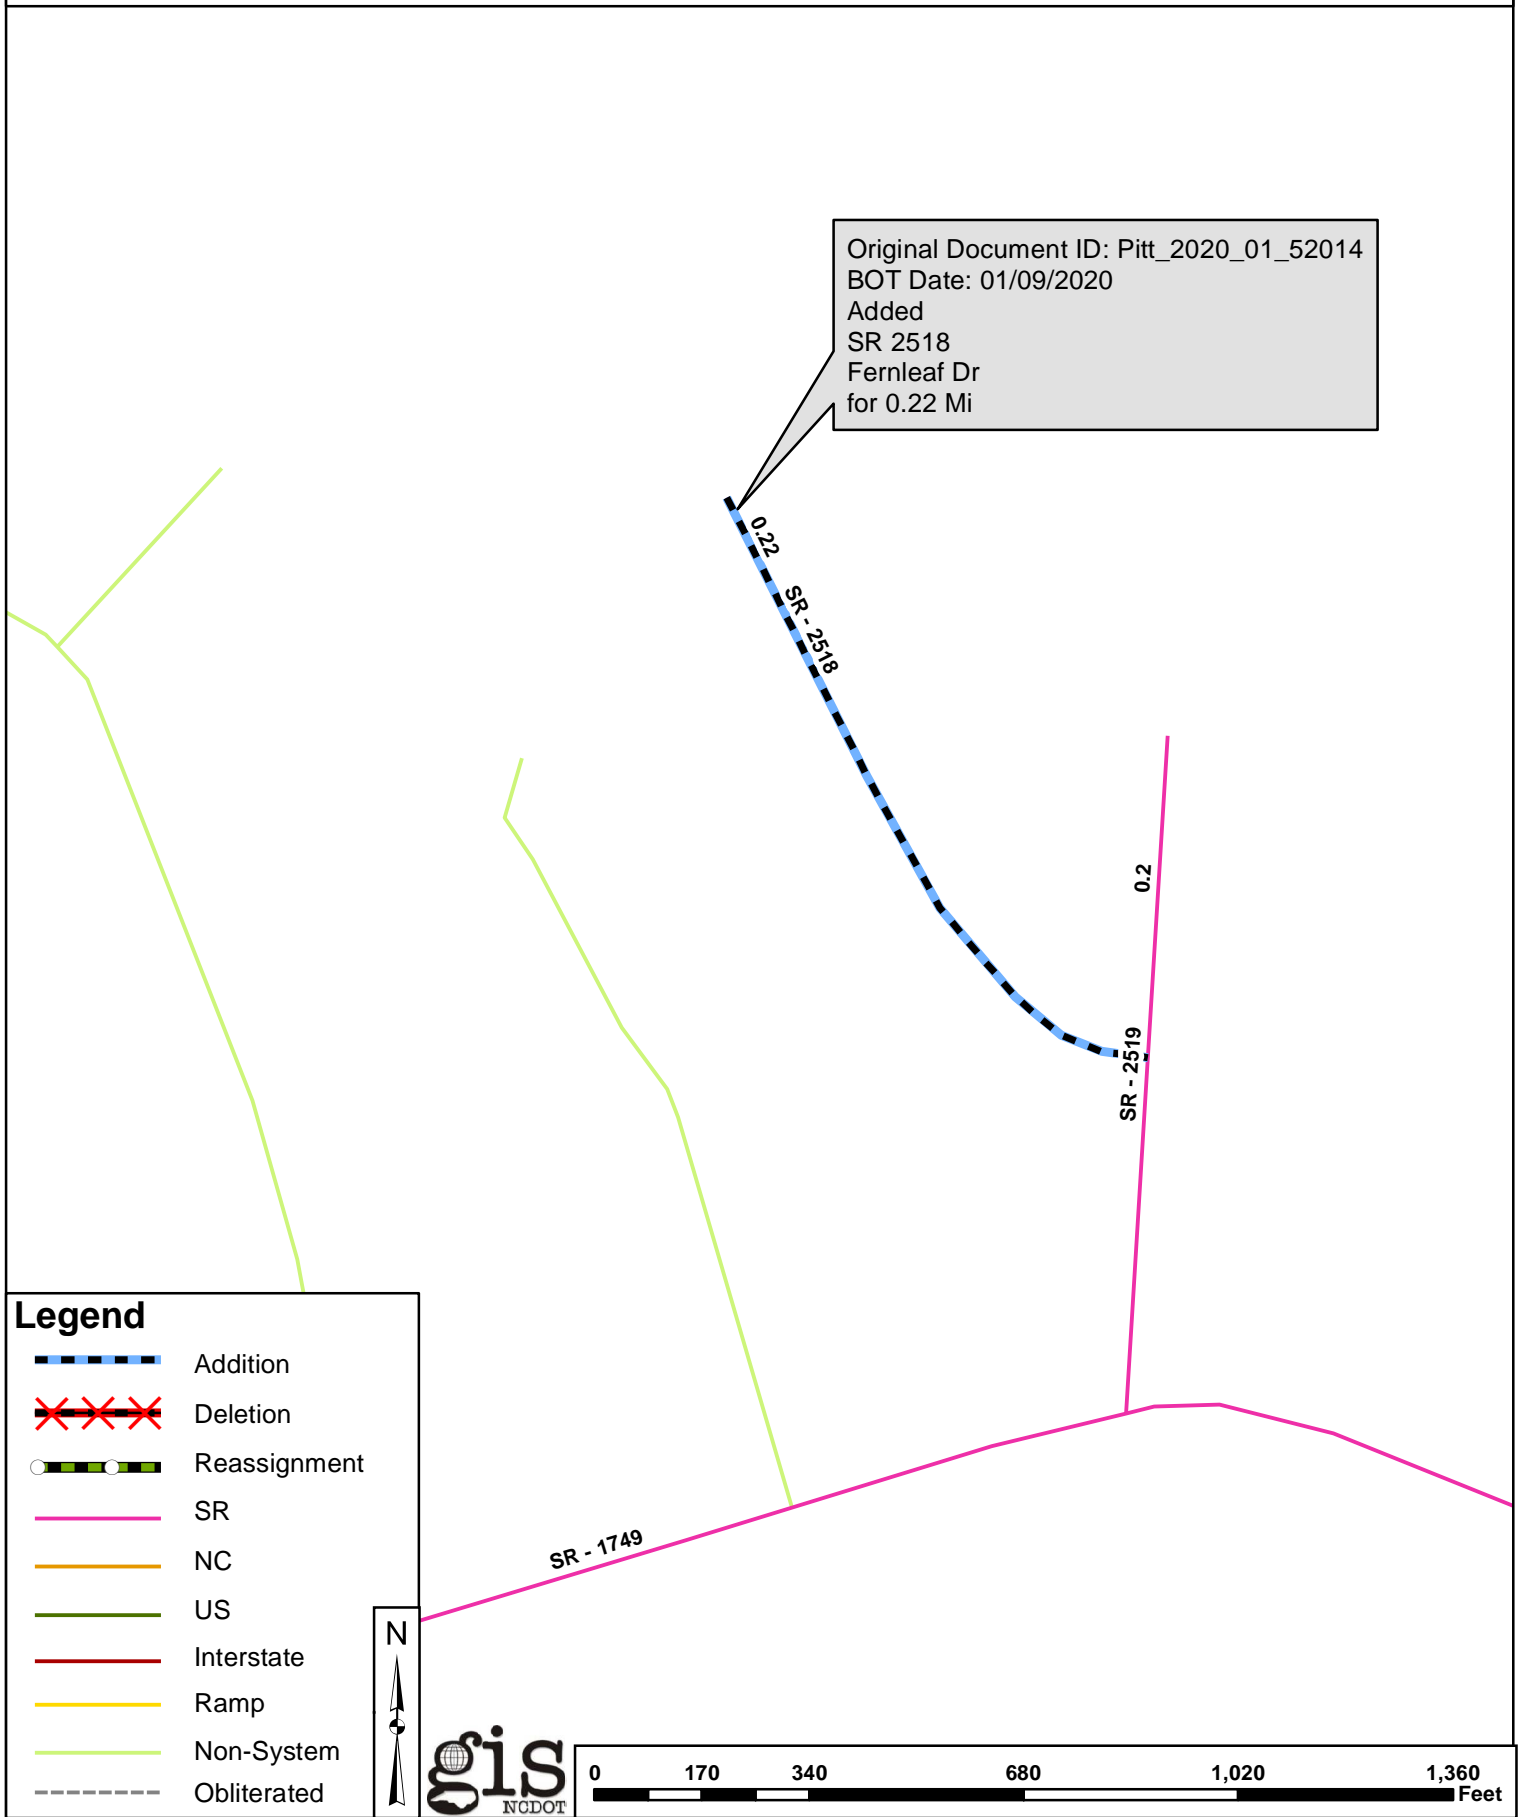 Original Document ID: Pitt_2020_01_52014
BOT Date: 01/09/2020
Added
SR 2518
Fernleaf Dr
for 0.22 Mi
0.22
SR - 2518
0.2
SR - 2519
SR - 1749
Legend
Addition
Deletion
Reassignment
SR
NC
US
Interstate
Ramp
Non-System
Obliterated
N
gis
NCDOT
0 170 340 680 1,020 1,360
Feet